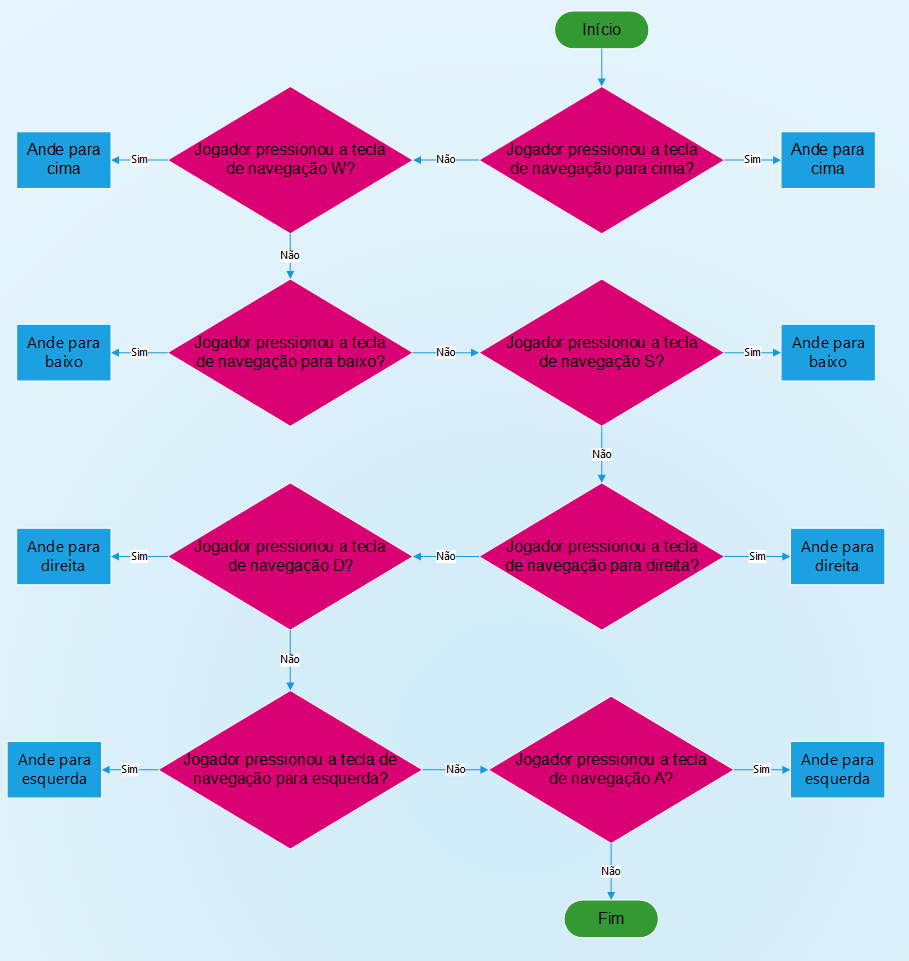 Início
Jogador pressionou a tecla
de navegação para cima?
Sim
Ande para
cima
Não
Jogador pressionou a tecla
de navegação W?
Sim
Ande para
cima
Não
Jogador pressionou a tecla
de navegação para baixo?
Sim
Ande para
baixo
Não
Jogador pressionou a tecla
de navegação S?
Sim
Ande para
baixo
Não
Jogador pressionou a tecla
de navegação para direita?
Sim
Ande para
direita
Não
Jogador pressionou a tecla
de navegação D?
Sim
Ande para
direita
Não
Jogador pressionou a tecla de
navegação para esquerda?
Sim
Ande para
esquerda
Não
Jogador pressionou a tecla
de navegação A?
Sim
Ande para
esquerda
Não
Fim